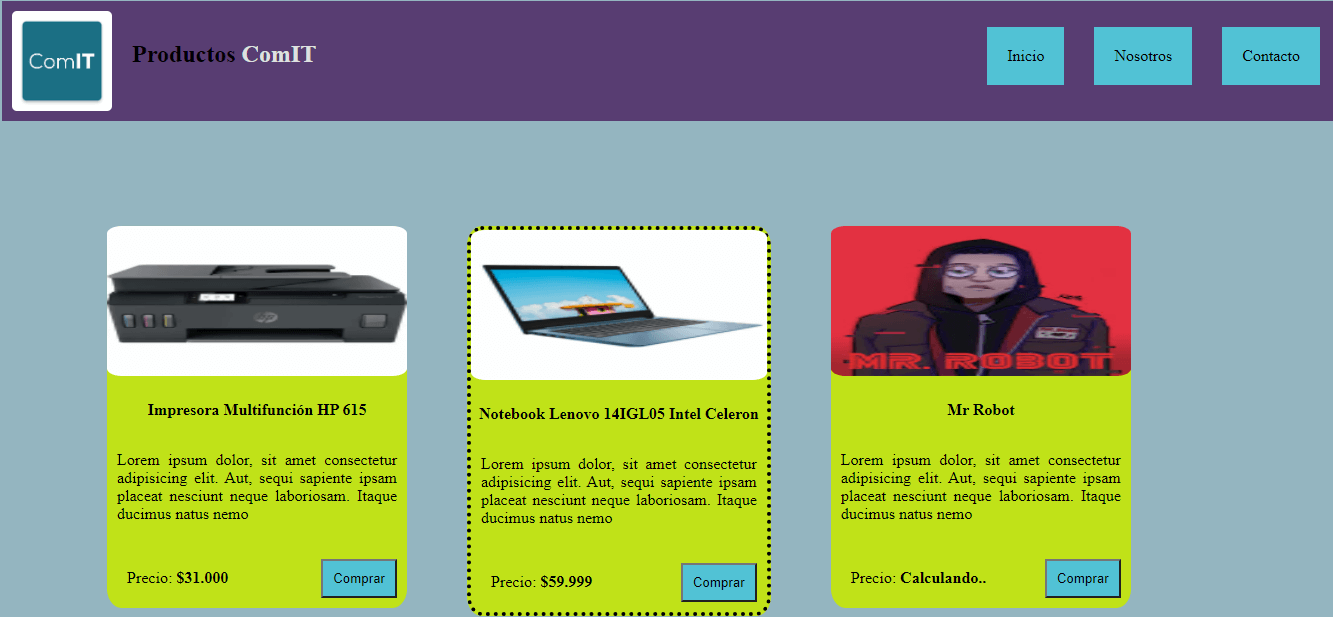 ComIT
Productos ComIT
Inicio
Nosotros
Contacto
Impresora Multifunción HP 615
Lorem ipsum dolor, sit amet consectetur
adipisicing elit. Aut, sequi sapiente ipsam
placeat nesciunt neque laboriosam. Itaque
ducimus natus nemo
Precio: $31.000
Comprar
Notebook Lenovo 14IGL05 Intel Celeron
Lorem ipsum dolor, sit amet consectetur
adipisicing elit. Aut, sequi sapiente ipsam
placeat nesciunt neque laboriosam. Itaque
ducimus natus nemo
Precio: $59.999
Comprar
MR. ROBOT
Mr Robot
Lorem ipsum dolor, sit amet consectetur
adipisicing elit. Aut, sequi sapiente ipsam
placeat nesciunt neque laboriosam. Itaque
ducimus natus nemo
Precio: Calculando..
Comprar